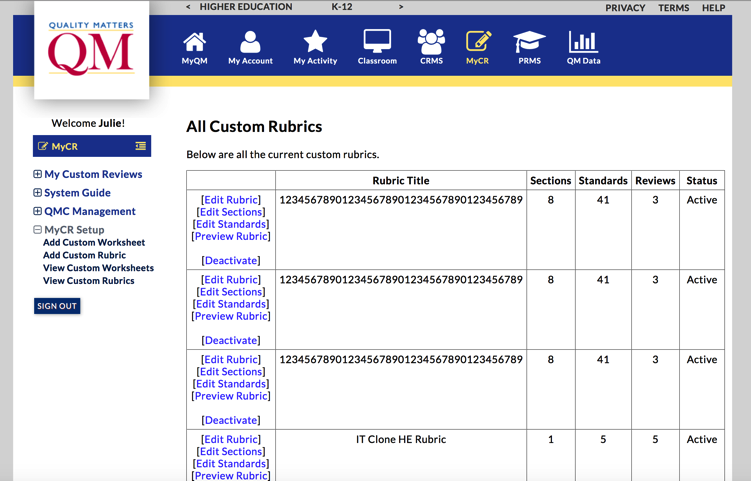 < HIGHER EDUCATION K-12 > PRIVACY TERMS HELP
QUALITY MATTERS
QM
MyQM My Account My Activity Classroom CRMS MyCR PRMS QM Data
Welcome Julie!
MyCR
My Custom Reviews
System Guide
QMC Management
MyCR Setup
Add Custom Worksheet
Add Custom Rubric
View Custom Worksheets
View Custom Rubrics
SIGN OUT
All Custom Rubrics
Below are all the current custom rubrics.
Rubric Title Sections Standards Reviews Status
[Edit Rubric] 1234567890123456789012345678901234567890123456789 8 41 3 Active
[Edit Sections]
[Edit Standards]
[Preview Rubric]
[Deactivate]
[Edit Rubric] 1234567890123456789012345678901234567890123456789 8 41 3 Active
[Edit Sections]
[Edit Standards]
[Preview Rubric]
[Deactivate]
[Edit Rubric] 1234567890123456789012345678901234567890123456789 8 41 3 Active
[Edit Sections]
[Edit Standards]
[Preview Rubric]
[Deactivate]
[Edit Rubric] IT Clone HE Rubric 1 5 5 Active
[Edit Sections]
[Edit Standards]
[Preview Rubric]